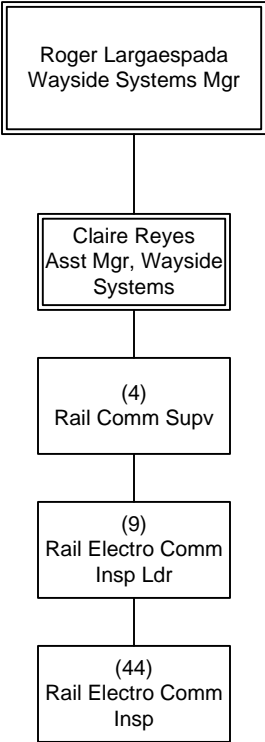 Roger Largaespada
Wayside Systems Mgr
Claire Reyes
Asst Mgr, Wayside
Systems
(4)
Rail Comm Supv
(9)
Rail Electro Comm
Insp Ldr
(44)
Rail Electro Comm
Insp